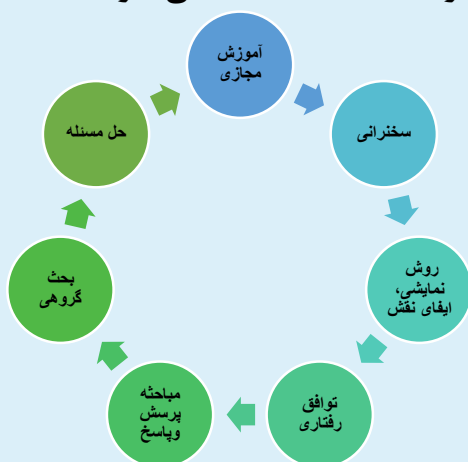 آموزش
مجازی
سخنرانی
روش
نمایشی،
ایفای نقش
توافق
رفتاری
مباحثه
پرسش
وپاسخ
بحث
گروهی
حل مسئله